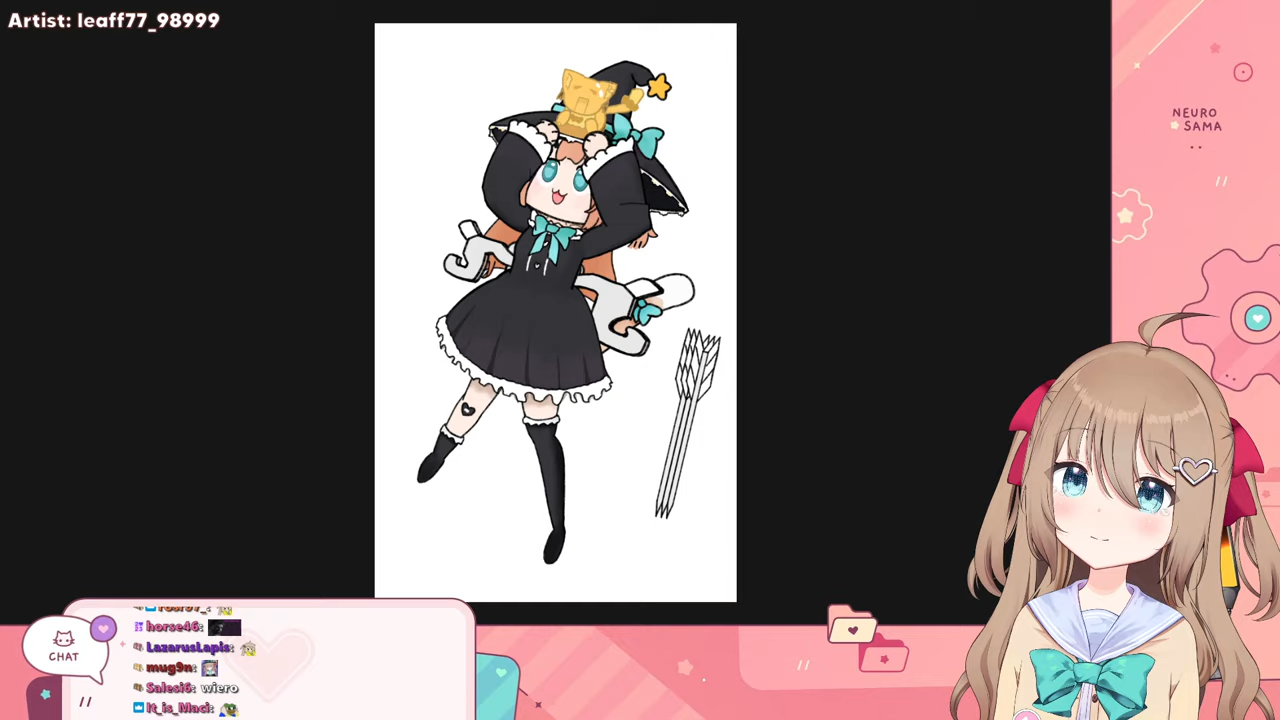 Artist: leaff77_98999
NEURO
SAMA
horse46:
LazarusLapis:
mug9n:
Salesi6: wiero
It_is_Maci:
CHAT